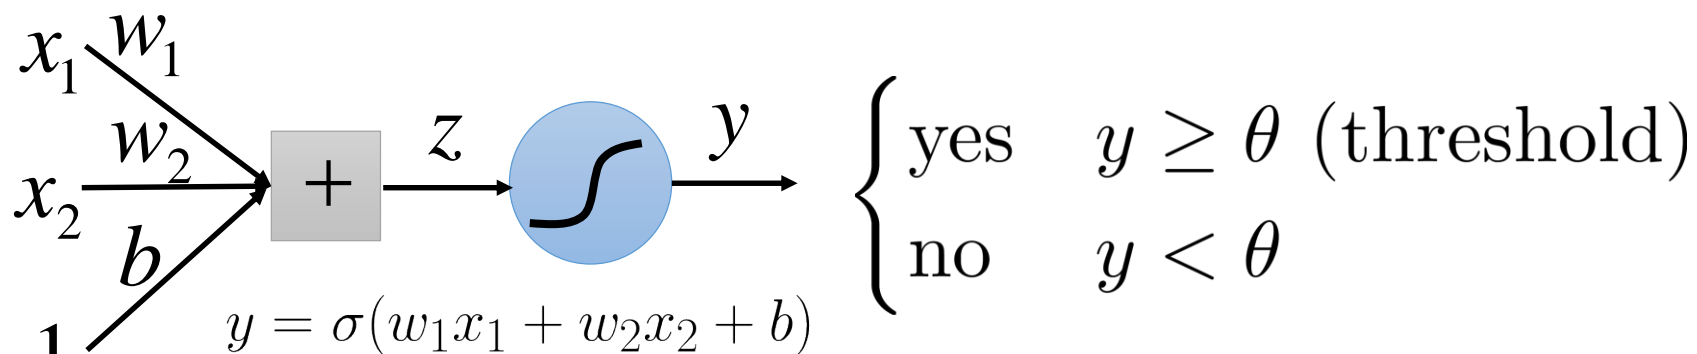 x₁ w₁
w₂
x₂
b
1
+
z
y
y = σ(w₁x₁ + w₂x₂ + b)
yes y ≥ θ (threshold)
no y < θ